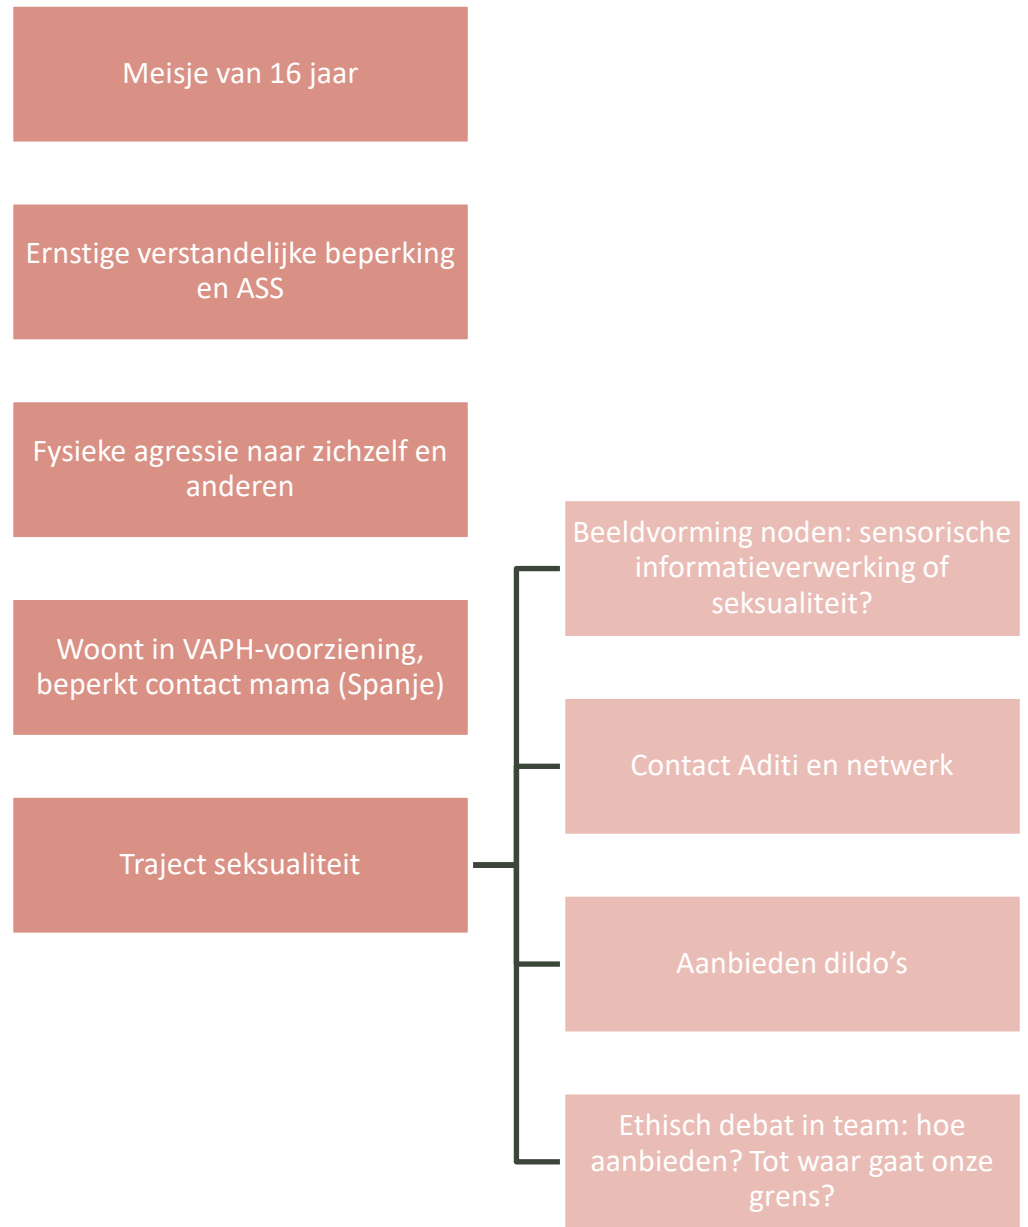 Meisje van 16 jaar
Ernstige verstandelijke beperking
en ASS
Fysieke agressie naar zichzelf en
anderen
Woont in VAPH-voorziening,
beperkt contact mama (Spanje)
Traject seksualiteit
Beeldvorming noden: sensorische
informatieverwerking of
seksualiteit?
Contact Aditi en netwerk
Aanbieden dildo’s
Ethisch debat in team: hoe
aanbieden? Tot waar gaat onze
grens?